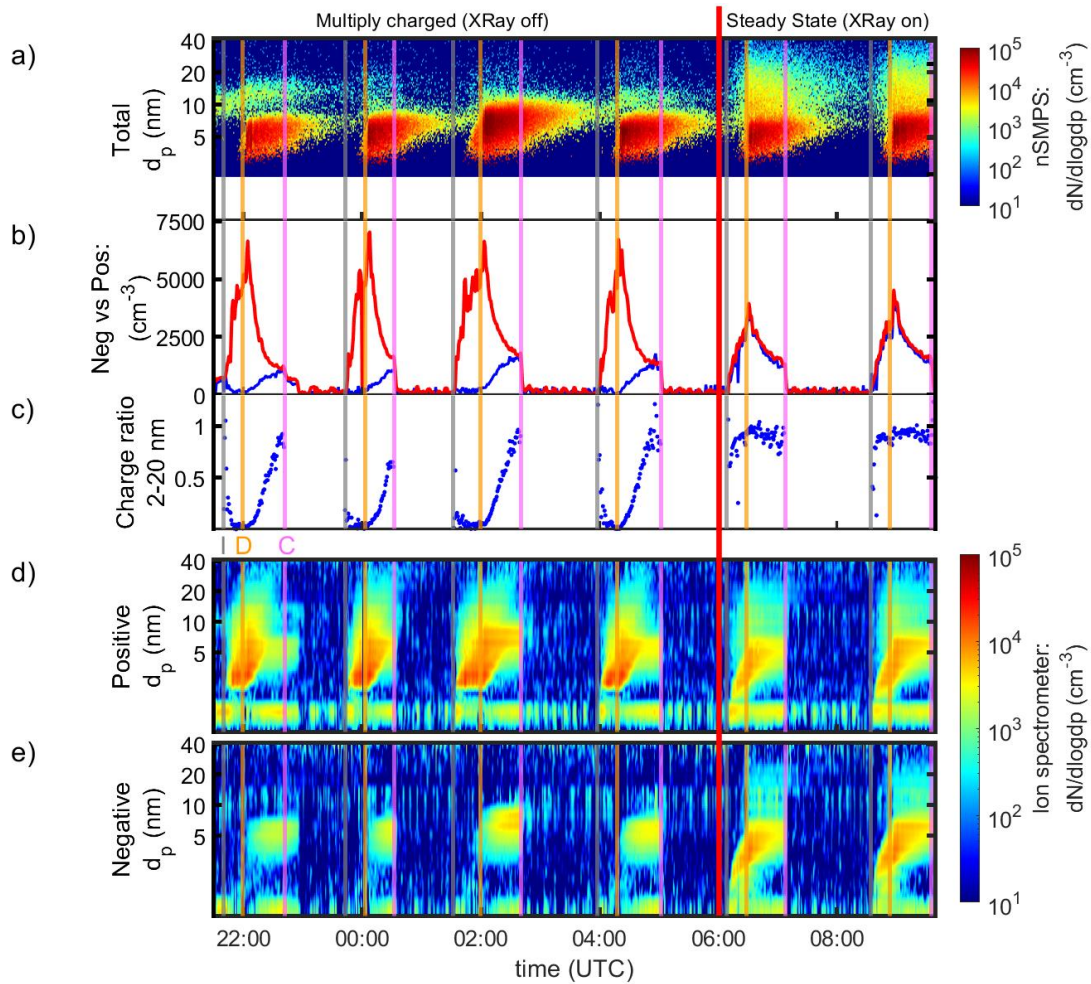 Multiply charged (XRay off)
Steady State (XRay on)
a)
Total
d_p (nm)
40
20
10
5
10^5
10^4
10^3
10^2
10^1
nSMPS:
dN/dlogdp (cm^-3)
b)
Neg vs Pos:
(cm^-3)
7500
5000
2500
0
c)
Charge ratio
2-20 nm
1
0.5
I
D
C
d)
Positive
d_p (nm)
40
20
10
5
e)
Negative
d_p (nm)
40
20
10
5
10^5
10^4
10^3
10^2
10^1
Ion spectrometer:
dN/dlogdp (cm^-3)
22:00
00:00
02:00
04:00
06:00
08:00
time (UTC)